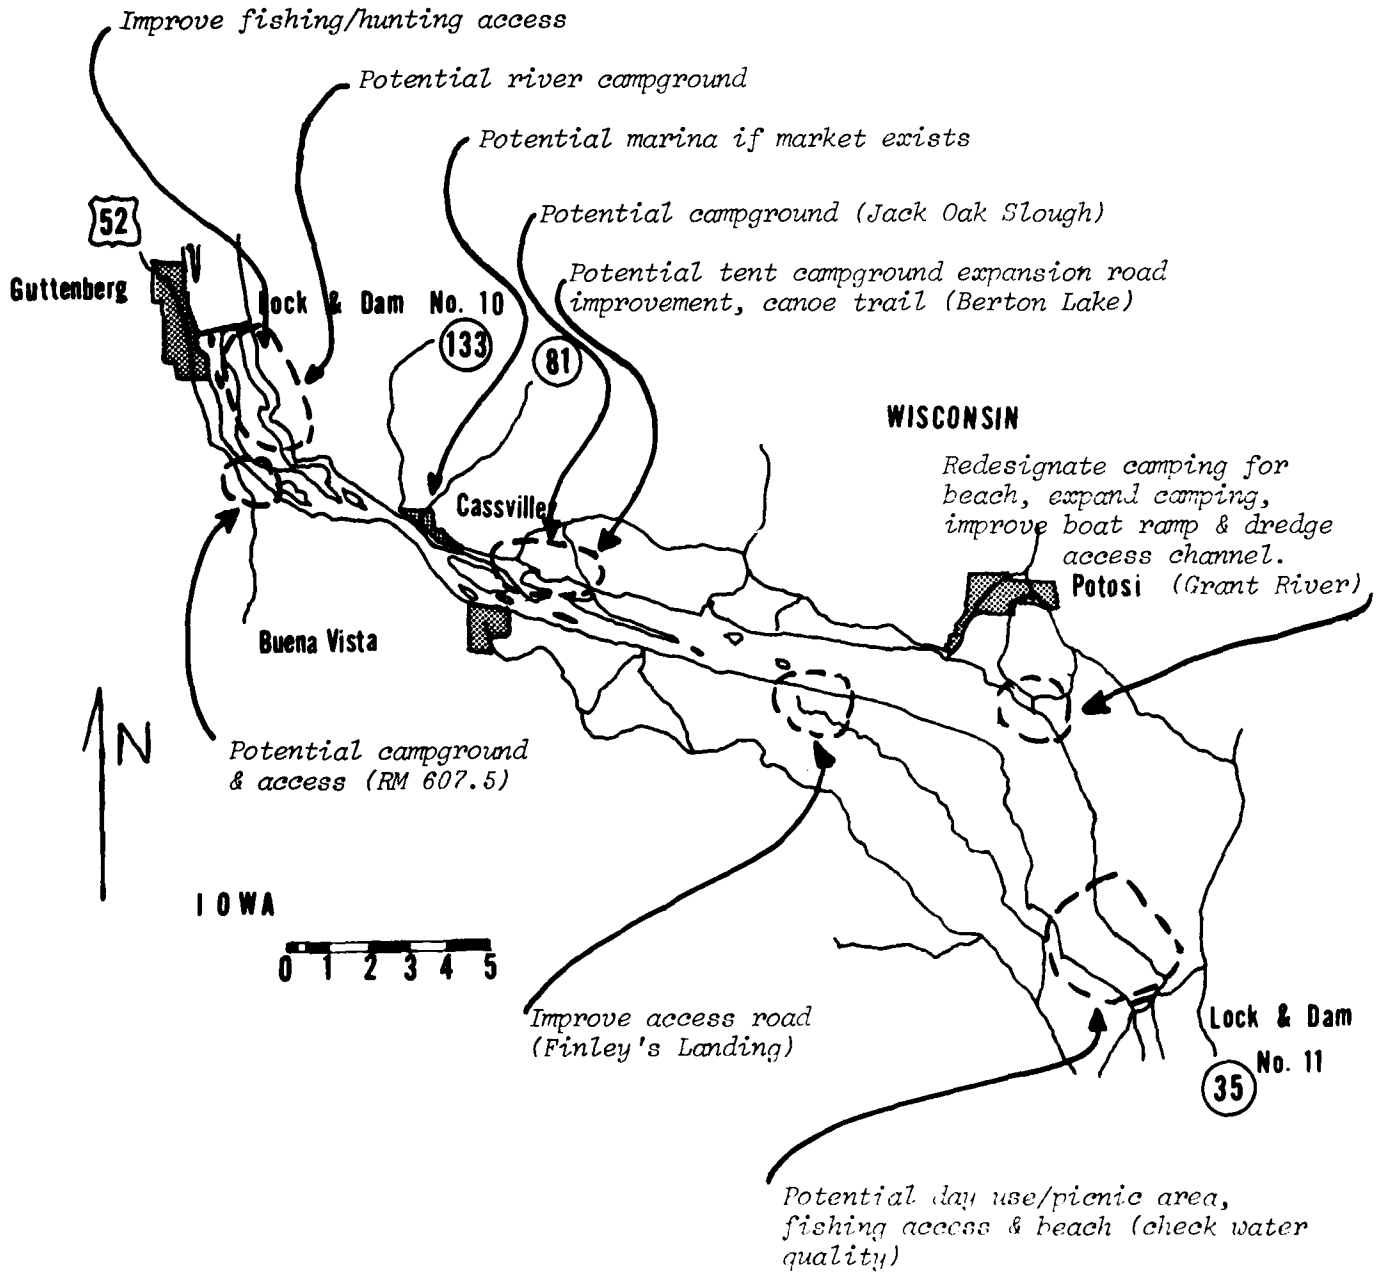 Improve fishing/hunting access
Potential river campground
Potential marina if market exists
52
Potential campground (Jack Oak Slough)
Potential tent campground expansion road
improvement, canoe trail (Berton Lake)
Guttenberg
Lock & Dam No. 10
133
81
WISCONSIN
Redesignate camping for
beach, expand camping,
improve boat ramp & dredge
access channel.
(Grant River)
Cassville
Potosi
Buena Vista
N
Potential campground
& access (RM 607.5)
IOWA
0 1 2 3 4 5
Improve access road
(Finley's Landing)
Lock & Dam
No. 11
35
Potential day use/picnic area,
fishing access & beach (check water
quality)